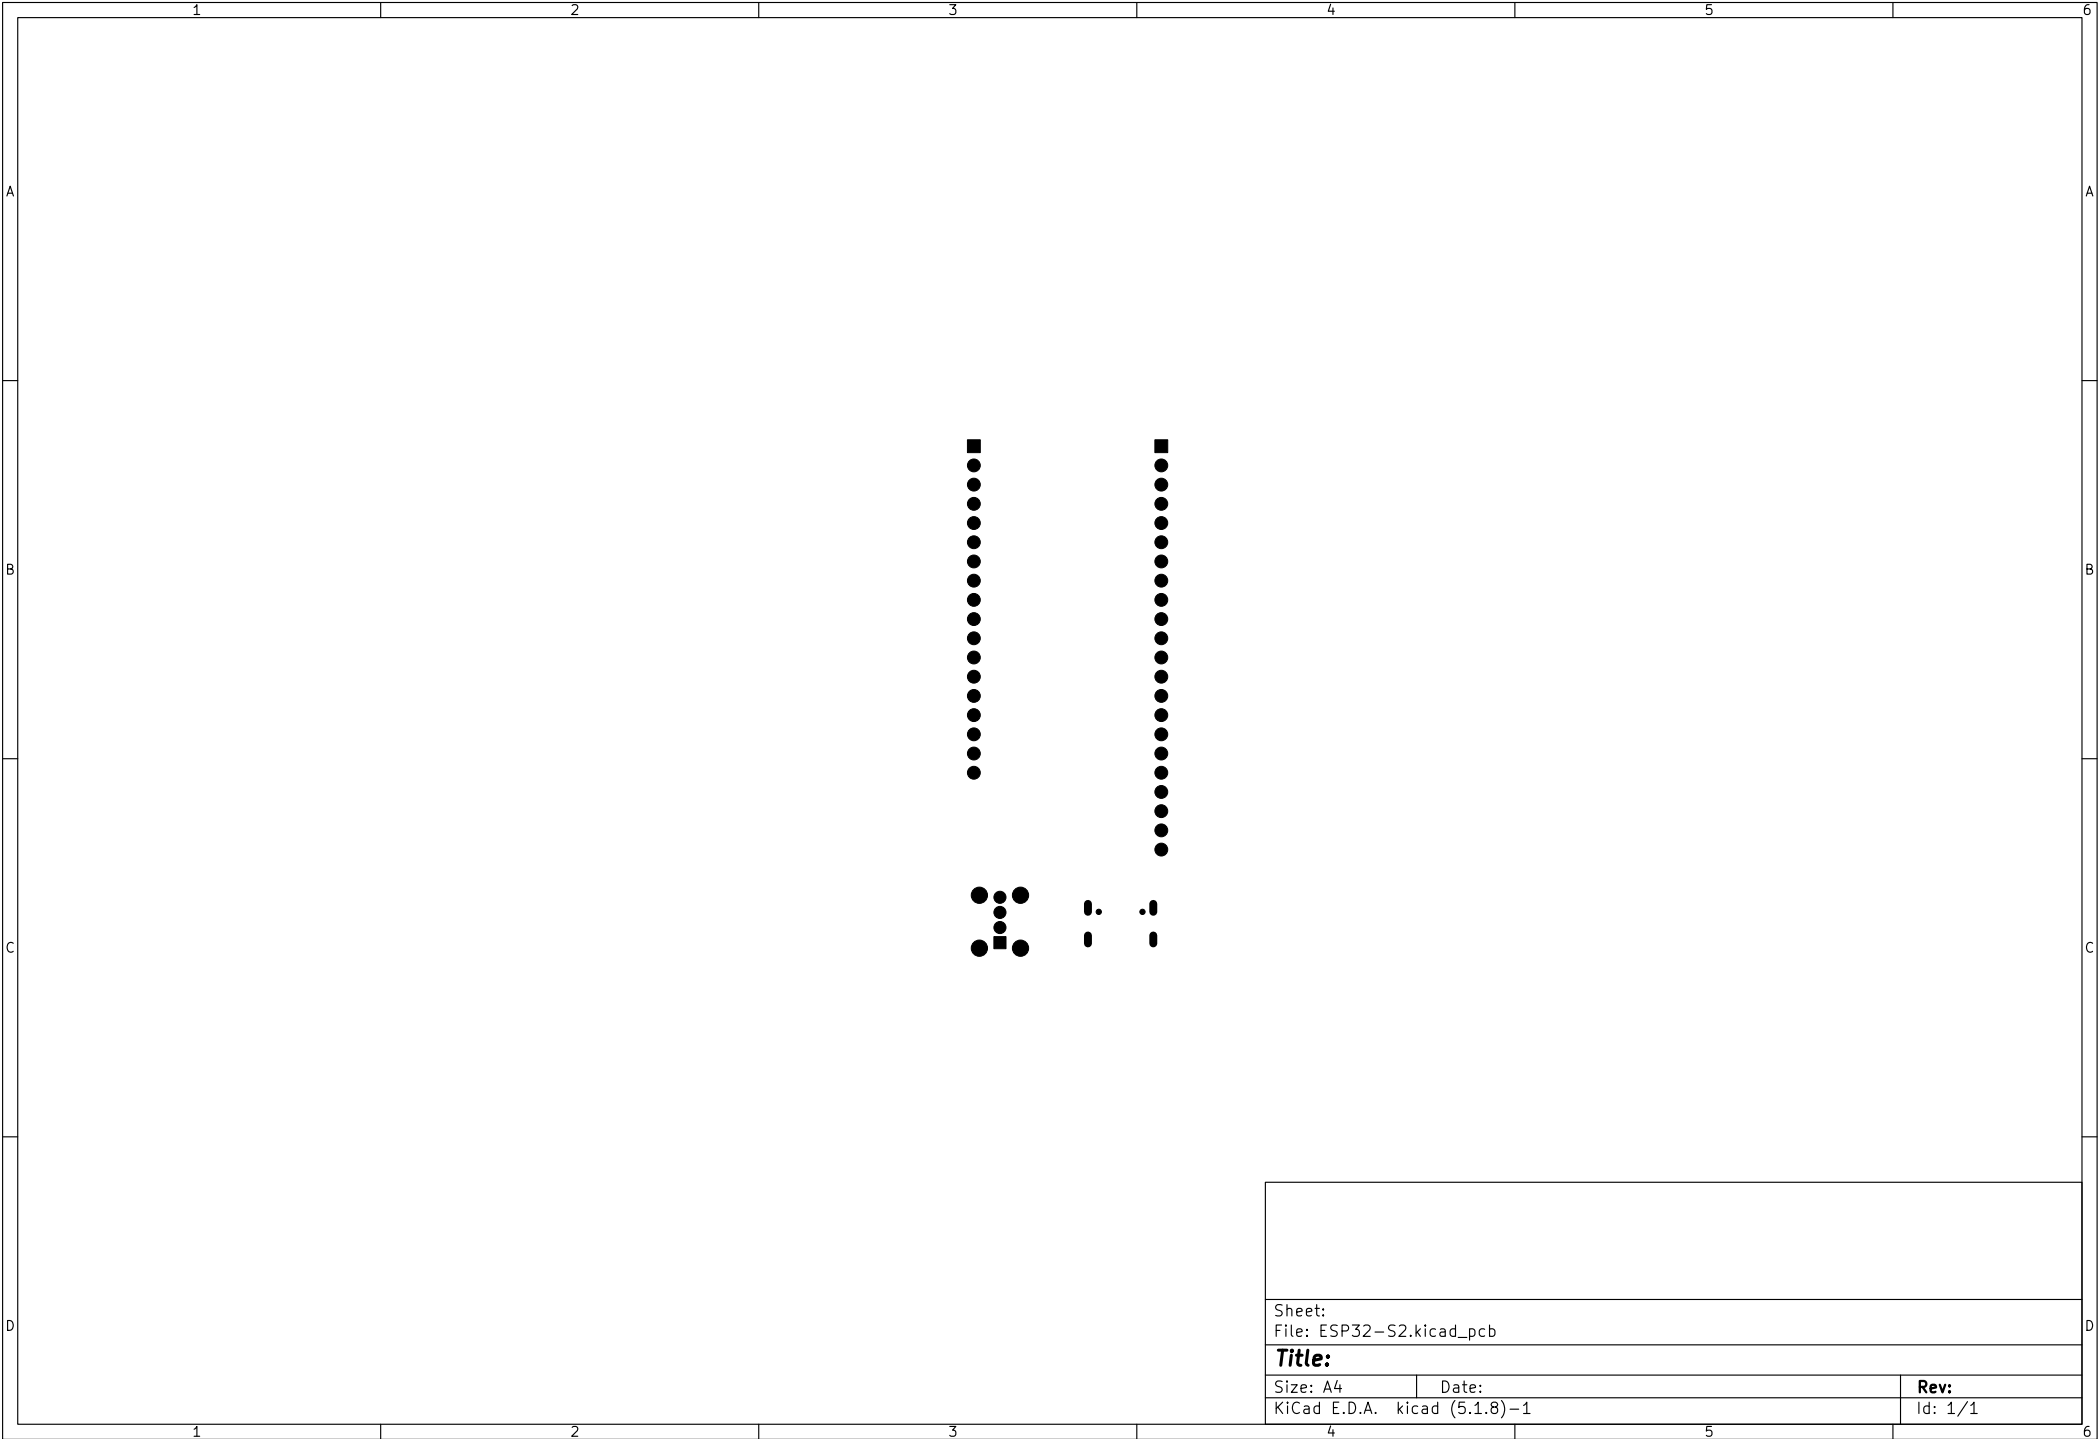 1 2 3 4 5 6
A A
B B
C C
D D
Sheet:
File: ESP32-S2.kicad_pcb
Title:
Size: A4 Date: Rev:
KiCad E.D.A. kicad (5.1.8)-1 Id: 1/1
1 2 3 4 5 6